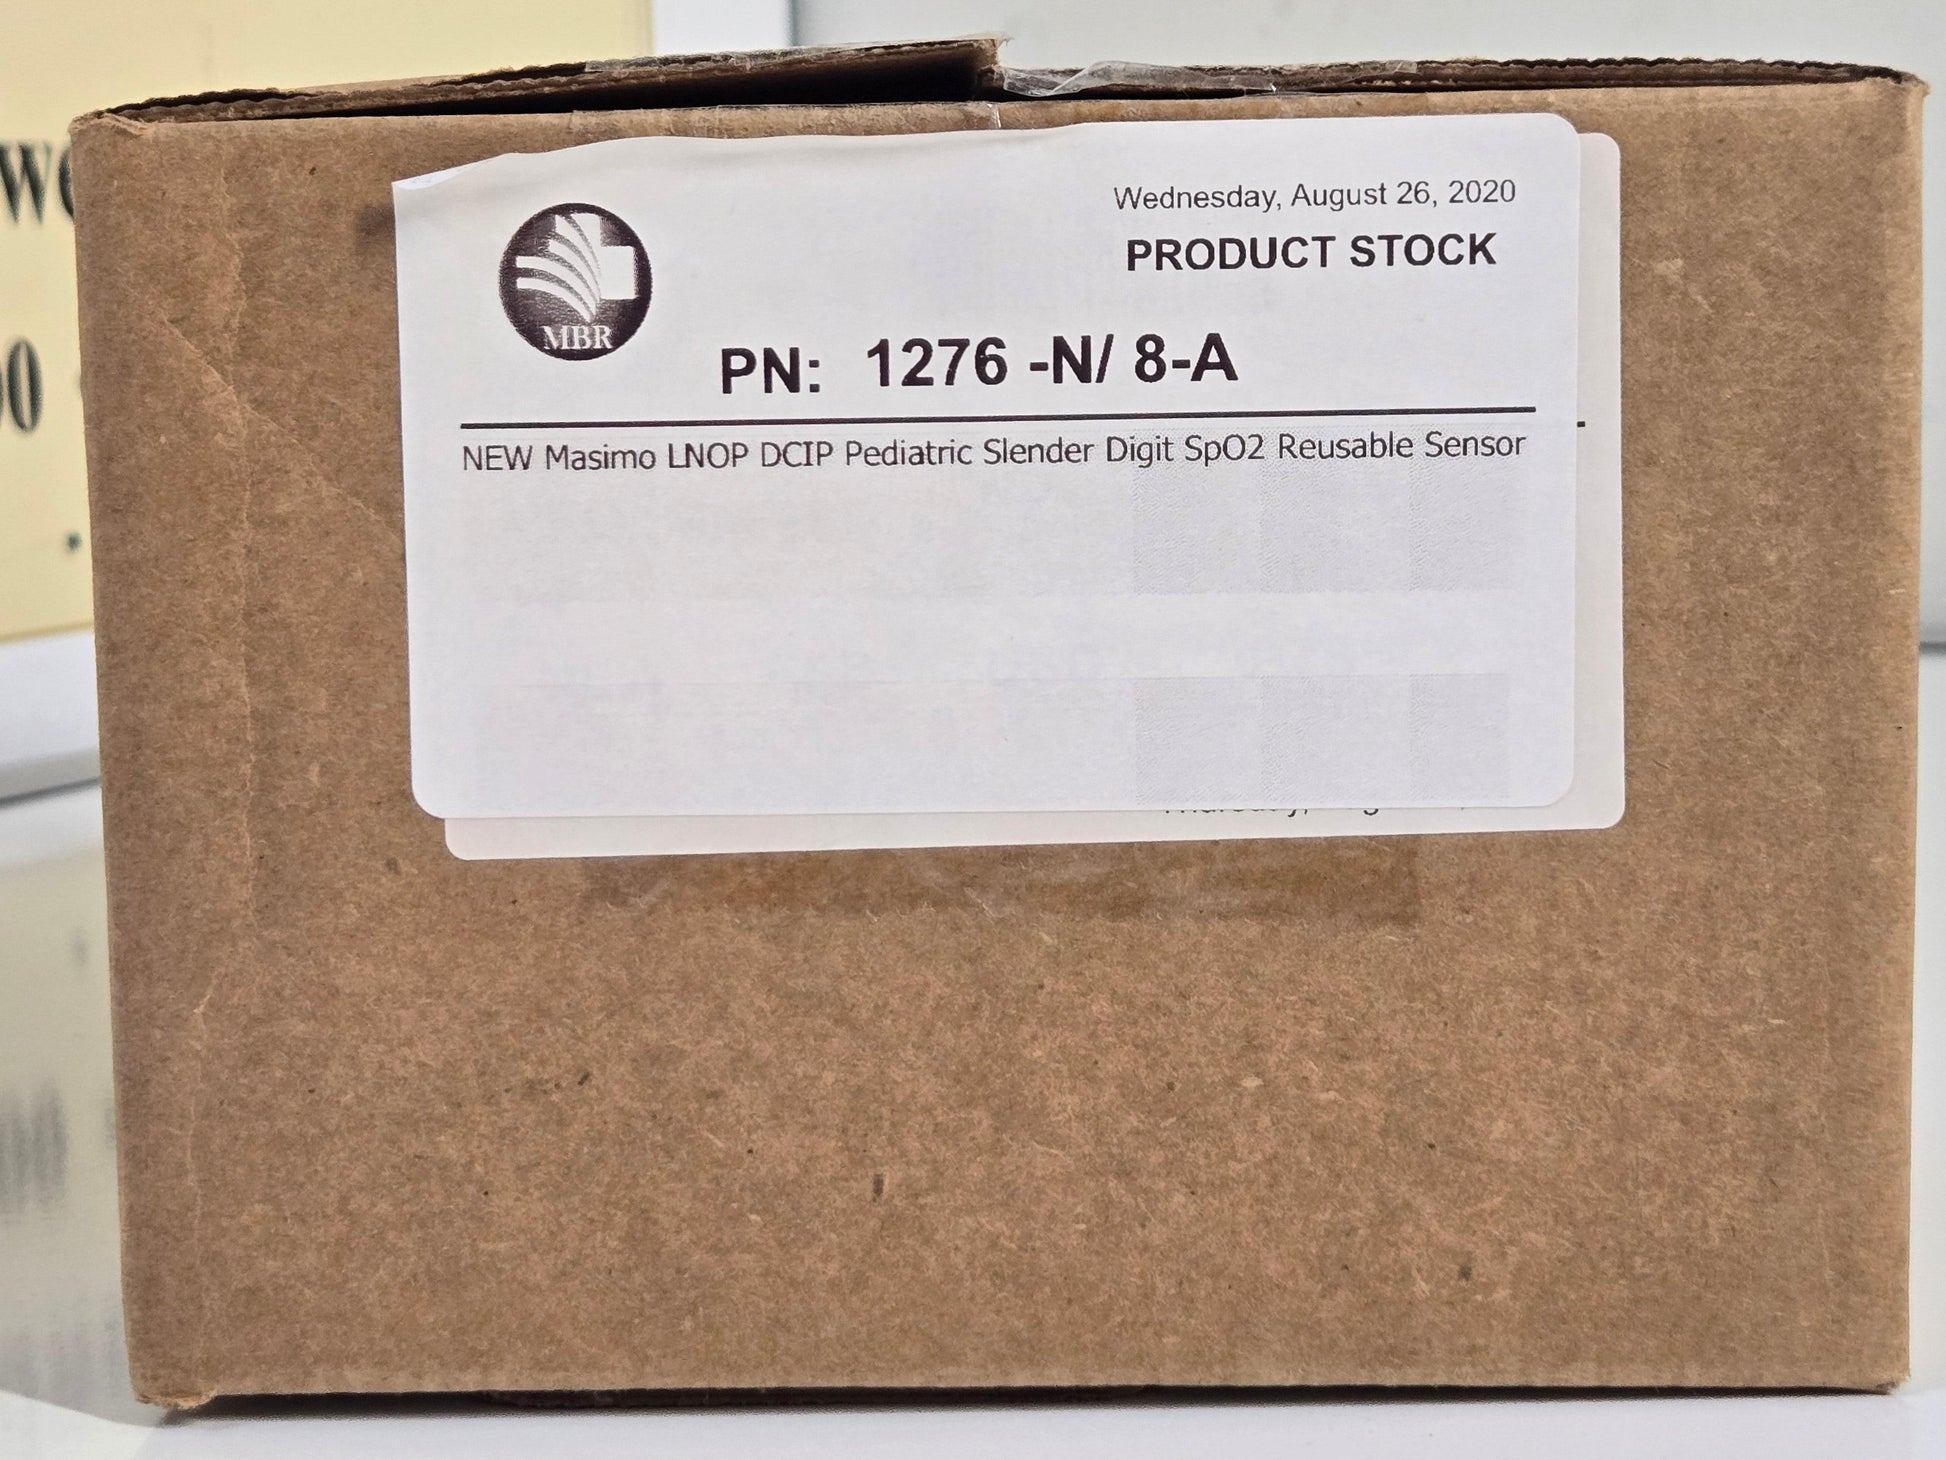 Wednesday, August 26, 2020
PRODUCT STOCK
MBR
PN: 1276 -N/ 8-A
NEW Masimo LNOP DCIP Pediatric Slender Digit SpO2 Reusable Sensor